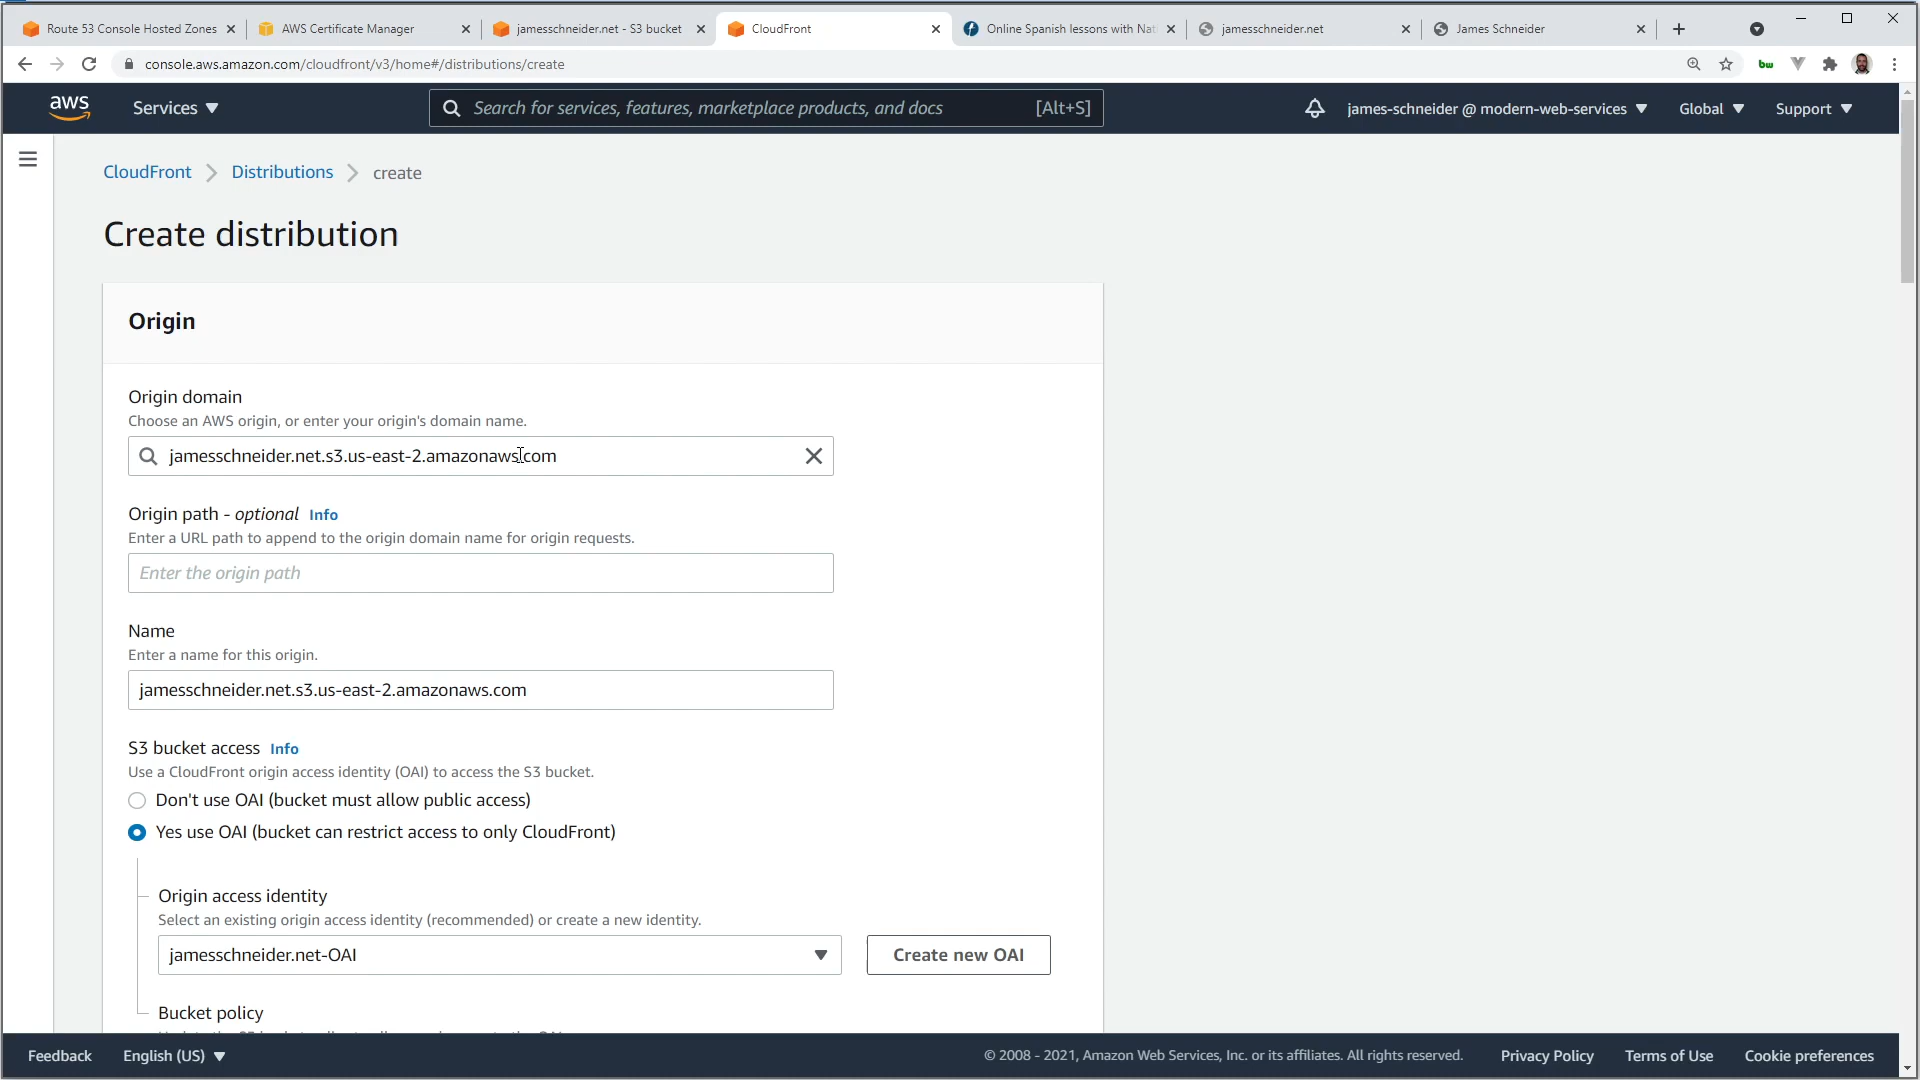 Route 53 Console Hosted Zones
AWS Certificate Manager
jamesschneider.net - S3 bucket
CloudFront
Online Spanish lessons with Nat
jamesschneider.net
James Schneider
console.aws.amazon.com/cloudfront/v3/home#/distributions/create
bw
aws
Services
Search for services, features, marketplace products, and docs
[Alt+S]
james-schneider @ modern-web-services
Global
Support
CloudFront
Distributions
create
Create distribution
Origin
Origin domain
Choose an AWS origin, or enter your origin's domain name.
jamesschneider.net.s3.us-east-2.amazonaws.com
Origin path - optional Info
Enter a URL path to append to the origin domain name for origin requests.
Enter the origin path
Name
Enter a name for this origin.
jamesschneider.net.s3.us-east-2.amazonaws.com
S3 bucket access Info
Use a CloudFront origin access identity (OAI) to access the S3 bucket.
Don't use OAI (bucket must allow public access)
Yes use OAI (bucket can restrict access to only CloudFront)
Origin access identity
Select an existing origin access identity (recommended) or create a new identity.
jamesschneider.net-OAI
Create new OAI
Bucket policy
Feedback
English (US)
© 2008 - 2021, Amazon Web Services, Inc. or its affiliates. All rights reserved.
Privacy Policy
Terms of Use
Cookie preferences